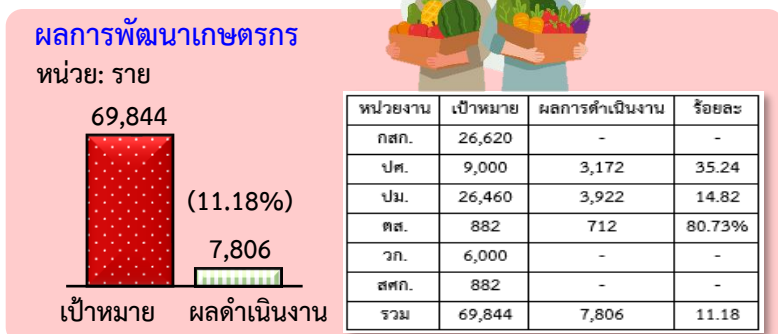 ผลการพัฒนาเกษตรกร
หน่วย: ราย
69,844
(11.18%)
7,806
เป้าหมาย ผลดำเนินงาน
หน่วยงาน เป้าหมาย ผลการดำเนินงาน ร้อยละ
กสก. 26,620 - -
ปศ. 9,000 3,172 35.24
ปม. 26,460 3,922 14.82
ตส. 882 712 80.73%
วก. 6,000 - -
สศก. 882 - -
รวม 69,844 7,806 11.18